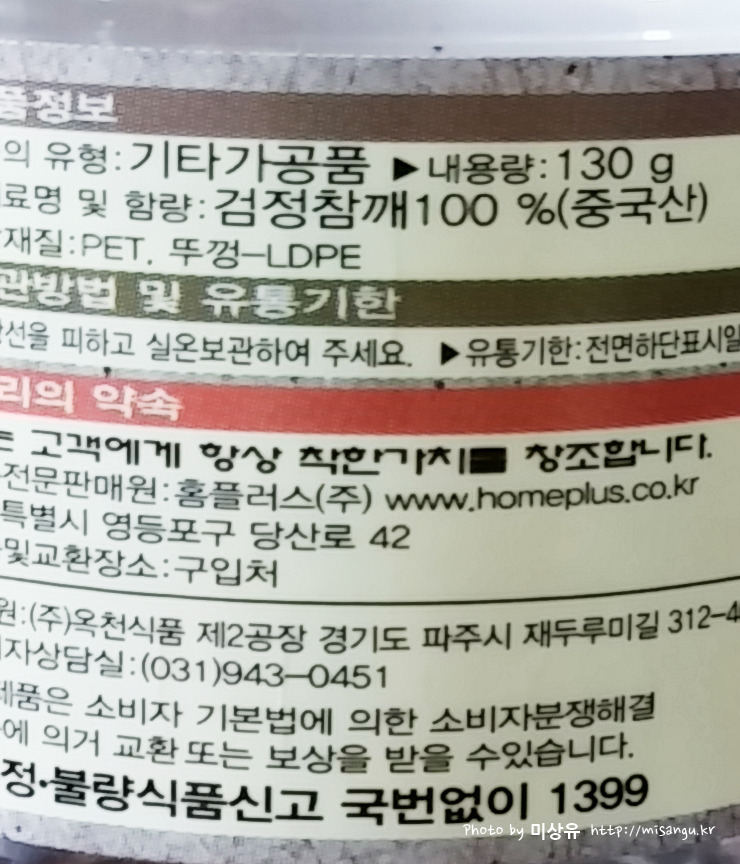 품정보
의 유형:기타가공품 ▶내용량:130 g
료명 및 함량:검정참깨100 %(중국산)
재질:PET, 뚜껑-LDPE
관방법 및 유통기한
선을 피하고 실온보관하여 주세요. ▶유통기한:전면하단표시일
리의 약속
는 고객에게 항상 착한가치를 창조합니다.
전문판매원:홈플러스(주) www.homeplus.co.kr
특별시 영등포구 당산로 42
및교환장소:구입처
원:(주)옥천식품 제2공장 경기도 파주시 재두루미길 312-4
자상담실:(031)943-0451
제품은 소비자 기본법에 의한 소비자분쟁해결
에 의거 교환 또는 보상을 받을 수있습니다.
정·불량식품신고 국번없이 1399
Photo by 미상유 http://misangu.kr